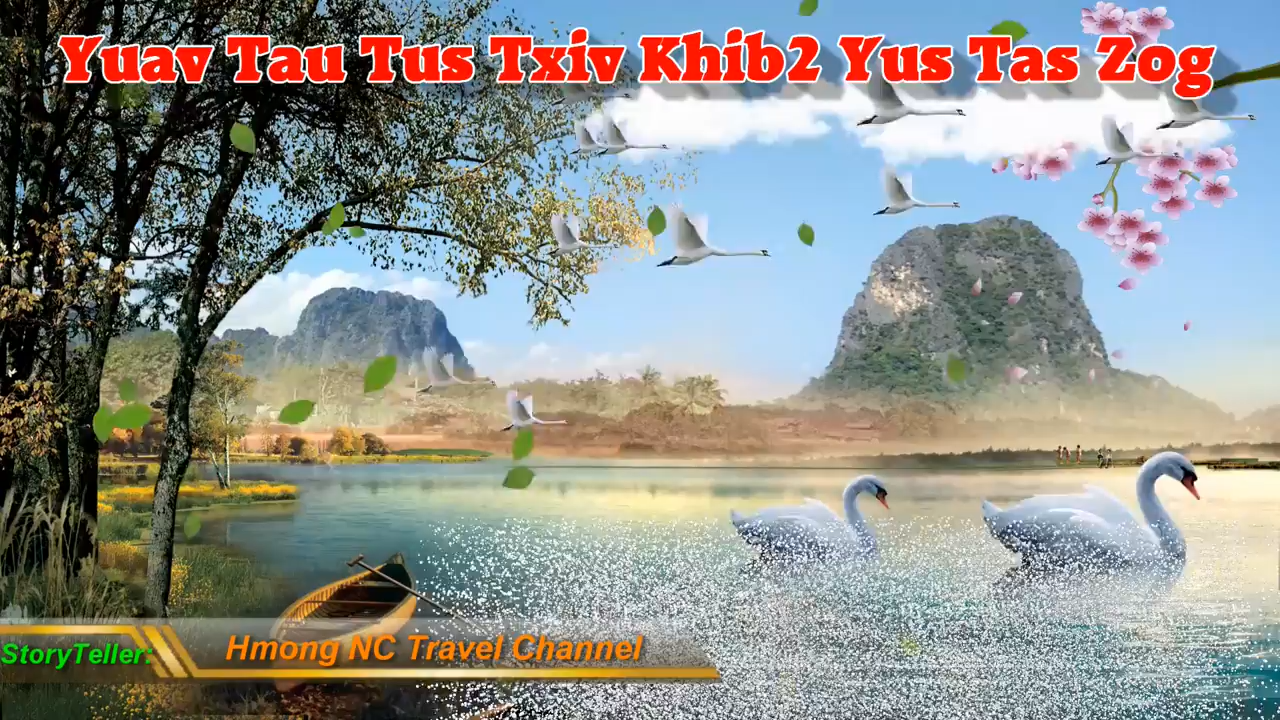 Yuav Tau Tus Txiv Khib2 Yus Tas Zog
StoryTeller: Hmong NC Travel Channel